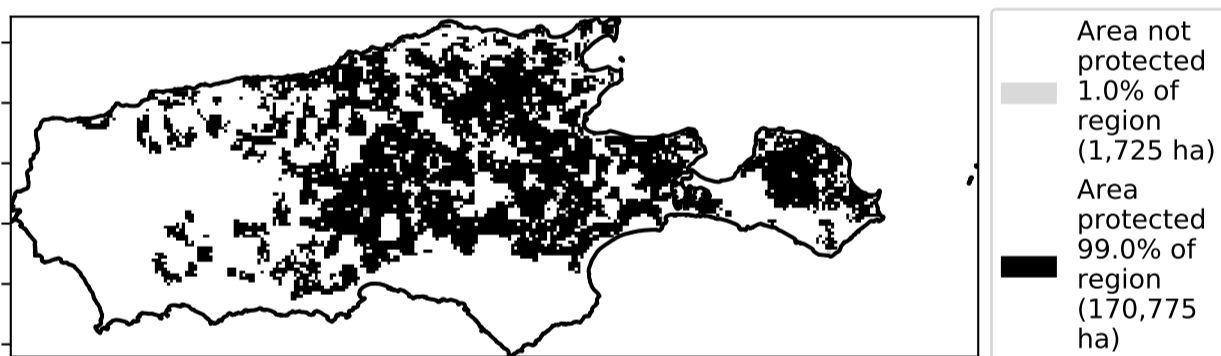 Area not
protected
1.0% of
region
(1,725 ha)
Area
protected
99.0% of
region
(170,775
ha)